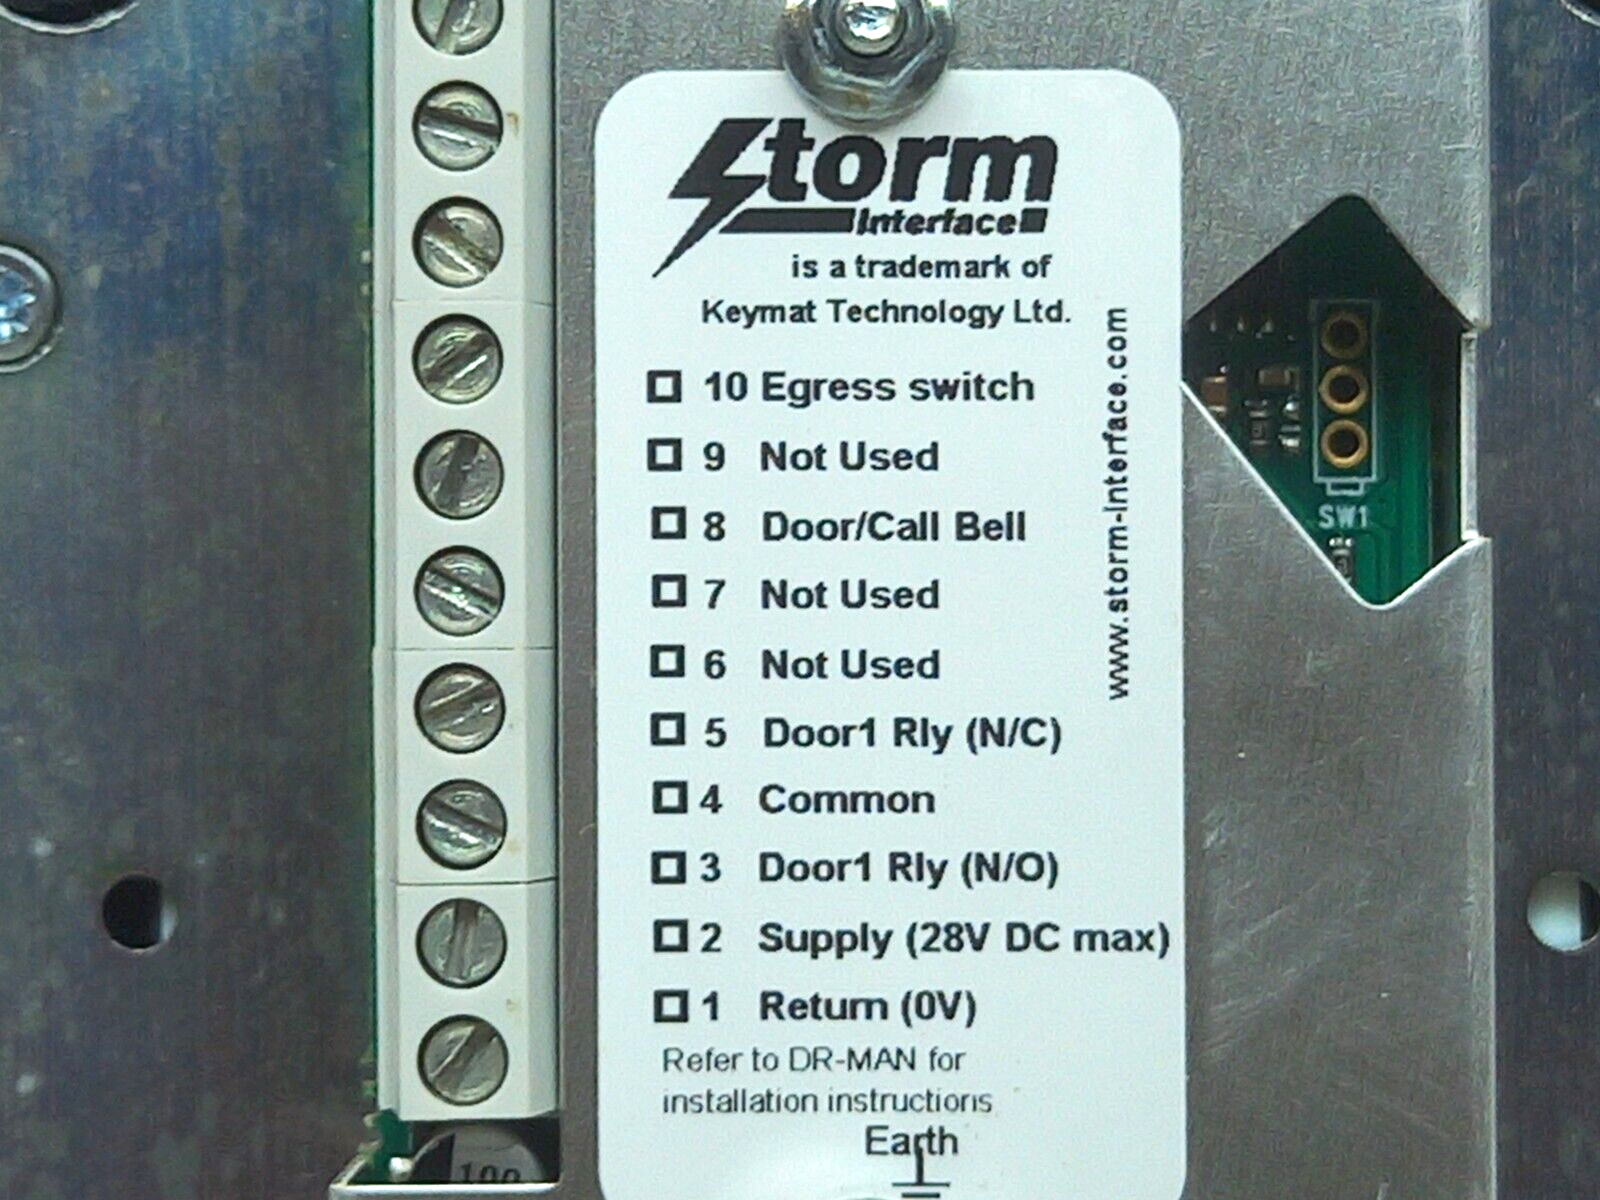 Storm
Interface
is a trademark of
Keymat Technology Ltd.
www.storm-interface.com
10 Egress switch
9 Not Used
8 Door/Call Bell
7 Not Used
6 Not Used
5 Door1 Rly (N/C)
4 Common
3 Door1 Rly (N/O)
2 Supply (28V DC max)
1 Return (0V)
Refer to DR-MAN for
installation instructions
Earth
SW1
100